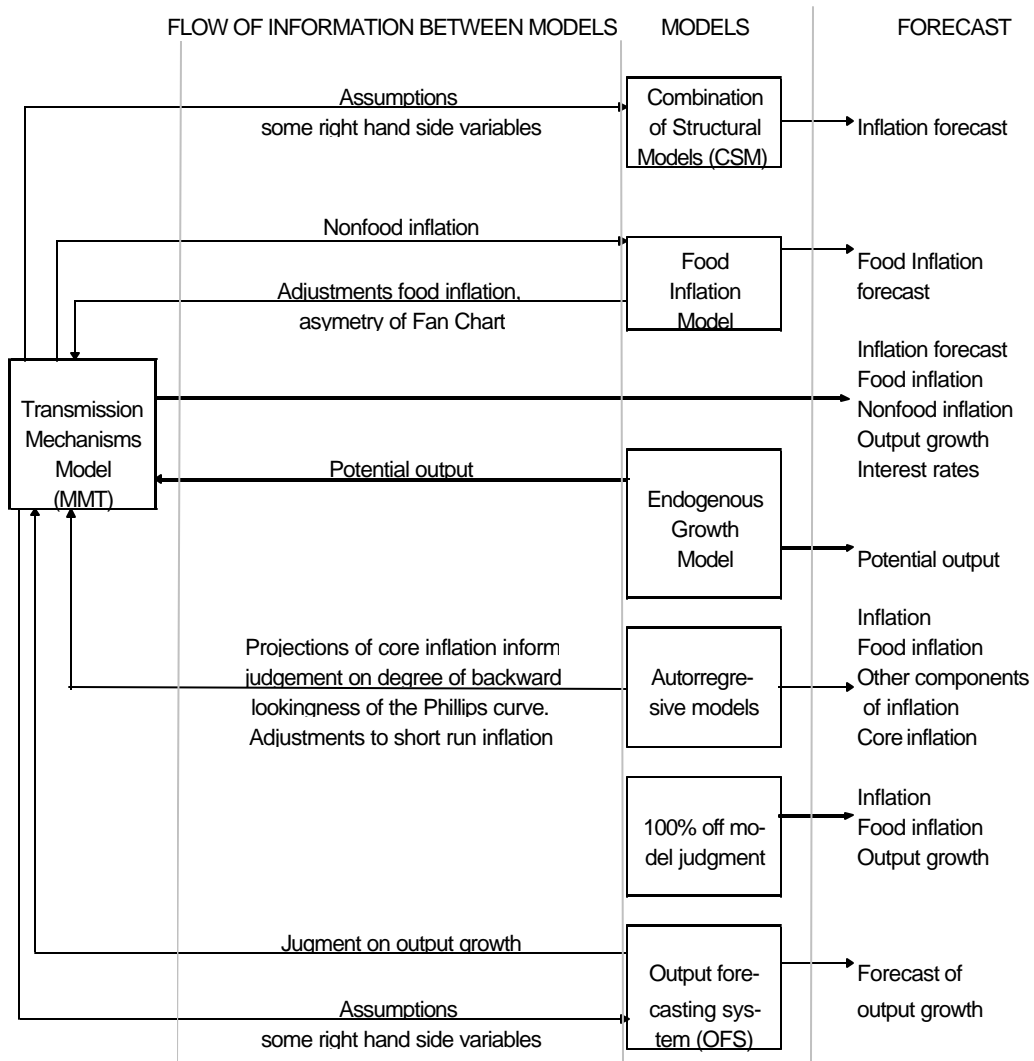 FLOW OF INFORMATION BETWEEN MODELS
MODELS
FORECAST
Assumptions
some right hand side variables
Combination
of Structural
Models (CSM)
Inflation forecast
Nonfood inflation
Adjustments food inflation,
asymetry of Fan Chart
Food
Inflation
Model
Food Inflation
forecast
Transmission
Mechanisms
Model
(MMT)
Inflation forecast
Food inflation
Nonfood inflation
Output growth
Interest rates
Potential output
Endogenous
Growth
Model
Potential output
Projections of core inflation inform
judgement on degree of backward
lookingness of the Phillips curve.
Adjustments to short run inflation
Autorregre-
sive models
Inflation
Food inflation
Other components
of inflation
Core inflation
100% off mo-
del judgment
Inflation
Food inflation
Output growth
Jugment on output growth
Assumptions
some right hand side variables
Output fore-
casting sys-
tem (OFS)
Forecast of
output growth